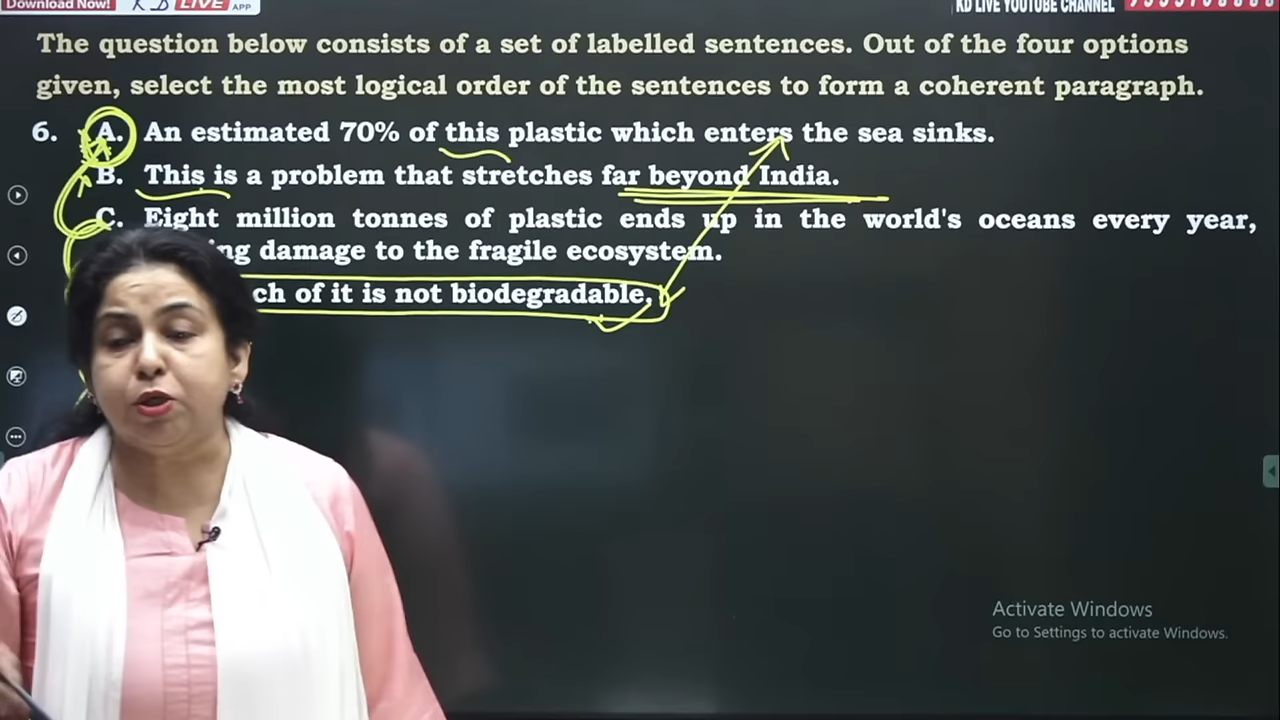 Download Now! KD LIVE APP
KD LIVE YOUTUBE CHANNEL
The question below consists of a set of labelled sentences. Out of the four options
given, select the most logical order of the sentences to form a coherent paragraph.
6. A. An estimated 70% of this plastic which enters the sea sinks.
B. This is a problem that stretches far beyond India.
C. Eight million tonnes of plastic ends up in the world's oceans every year,
damage to the fragile ecosystem.
of it is not biodegradable.
Activate Windows
Go to Settings to activate Windows.